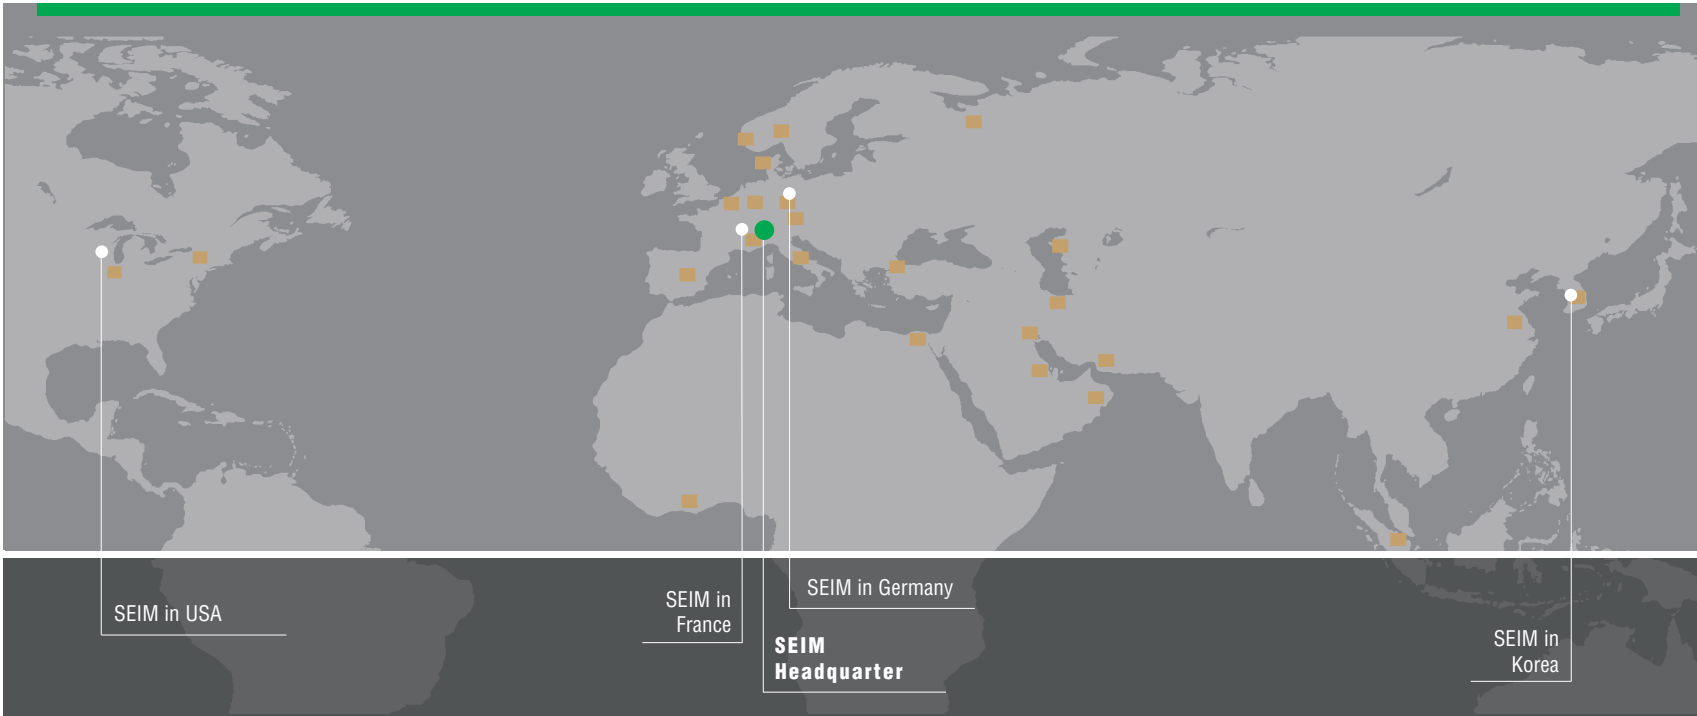 SEIM in USA
SEIM in
France
SEIM
Headquarter
SEIM in Germany
SEIM in
Korea